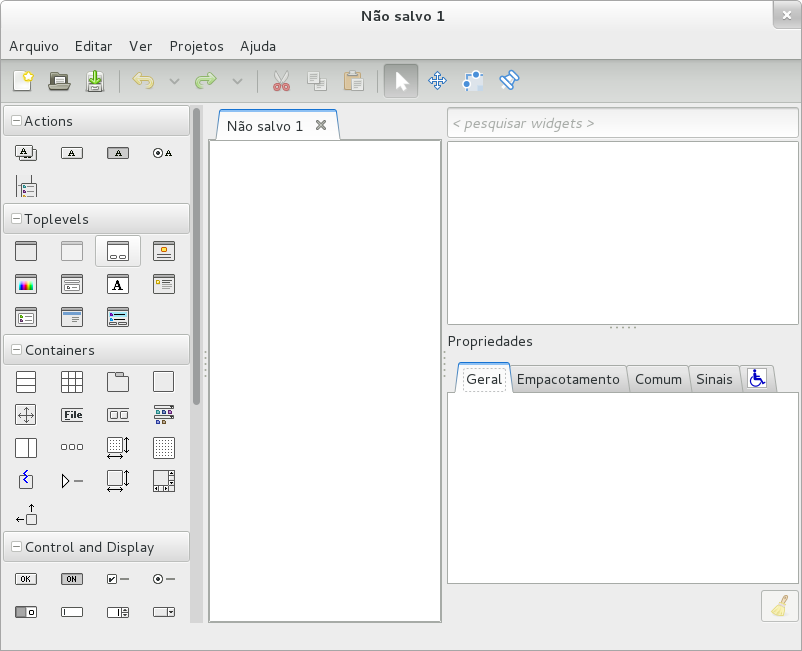 Não salvo 1
Arquivo Editar Ver Projetos Ajuda
Actions
A A A A
Toplevels
A
Containers
File
Control and Display
OK ON
Não salvo 1
< pesquisar widgets >
Propriedades
Geral Empacotamento Comum Sinais